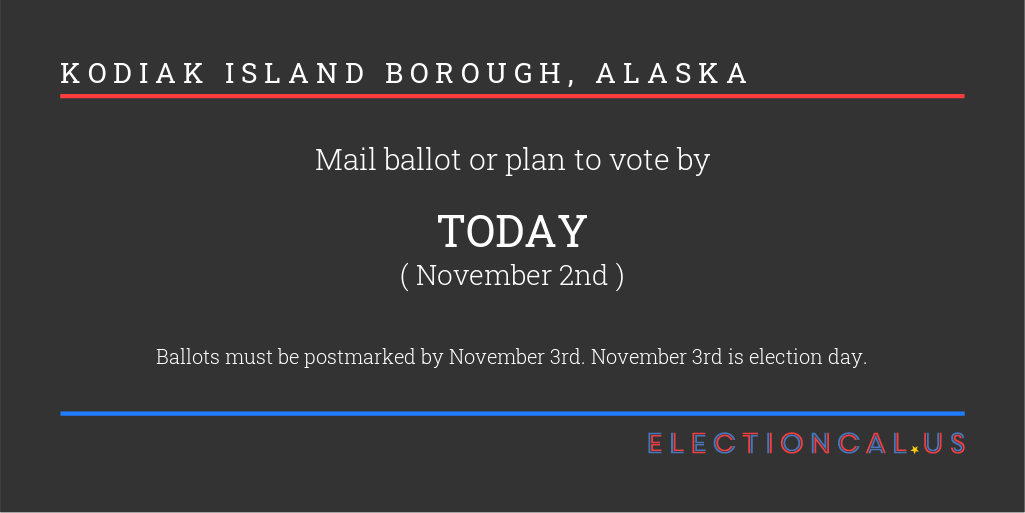 KODIAK ISLAND BOROUGH, ALASKA
Mail ballot or plan to vote by
TODAY
( November 2nd )
Ballots must be postmarked by November 3rd. November 3rd is election day.
ELECTIONCAL★US